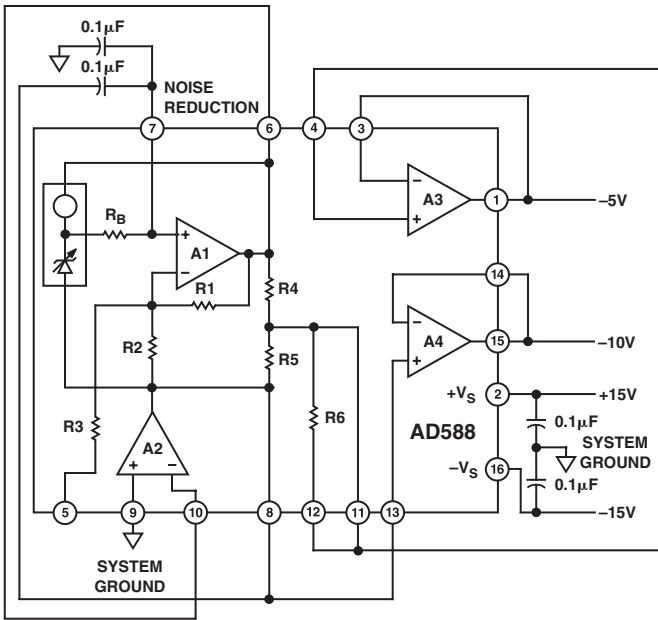 0.1µF
0.1µF
NOISE
REDUCTION
7
6
4
3
RB
A1
A3
1
–5V
R1
R4
14
R2
R5
A4
15
–10V
R3
R6
+VS
2
+15V
A2
AD588
0.1µF
SYSTEM
GROUND
–VS
16
0.1µF
5
9
10
8
12
11
13
–15V
SYSTEM
GROUND
+
–
–
+
–
+
+
–